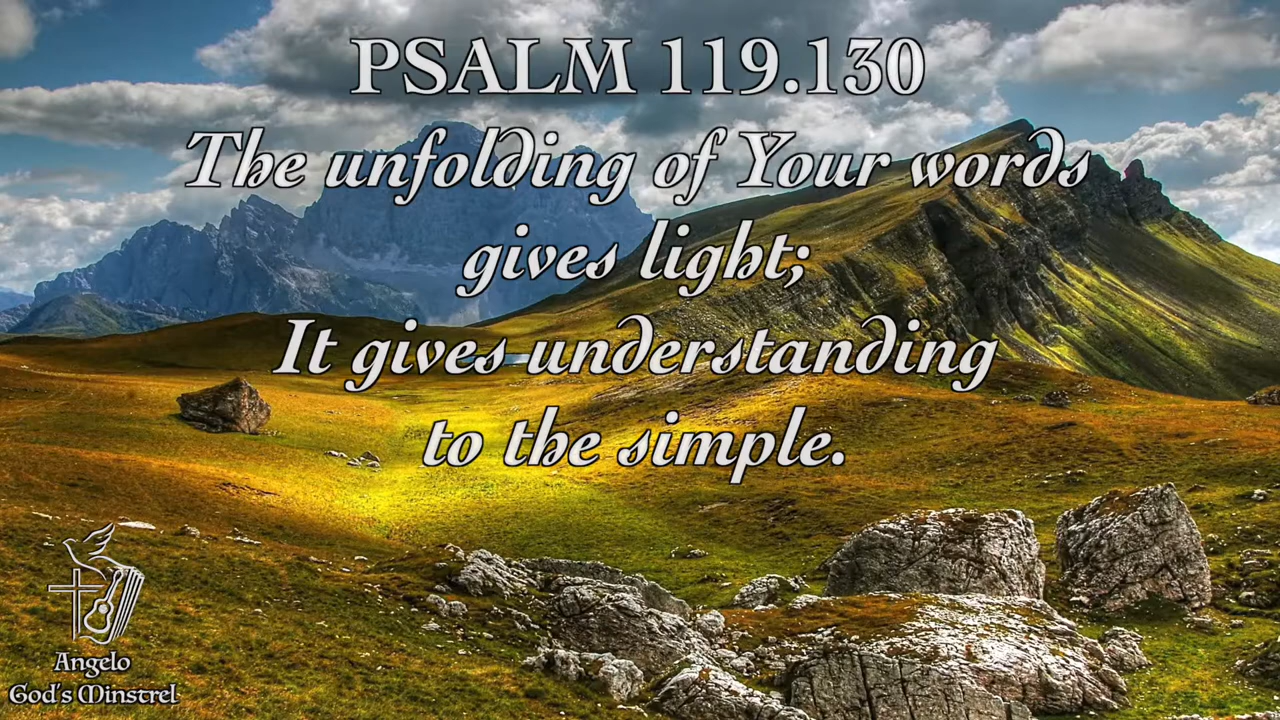 PSALM 119.130
The unfolding of Your words
gives light;
It gives understanding
to the simple.
Angelo
God's Minstrel